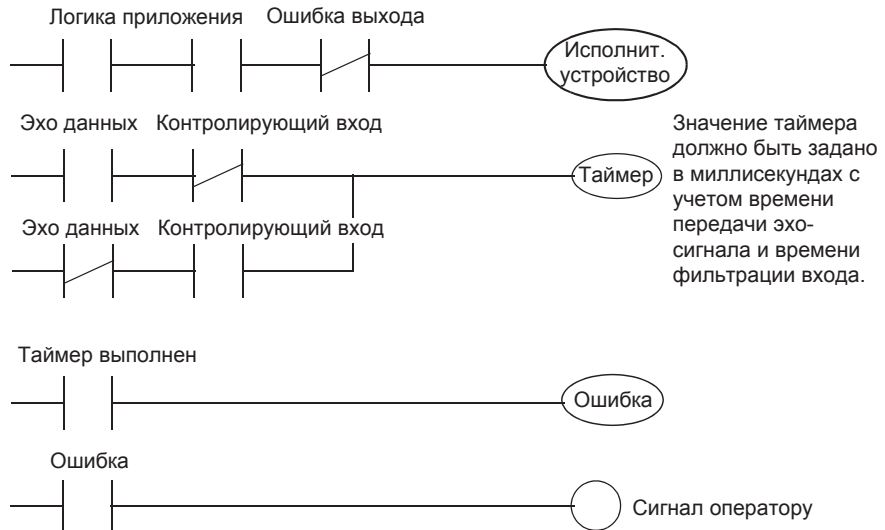 Логика приложения Ошибка выхода
Исполнит.
устройство
Эхо данных Контролирующий вход
Таймер
Значение таймера
должно быть задано
в миллисекундах с
учетом времени
передачи эхо-
сигнала и времени
фильтрации входа.
Эхо данных Контролирующий вход
Таймер выполнен
Ошибка
Ошибка
Сигнал оператору